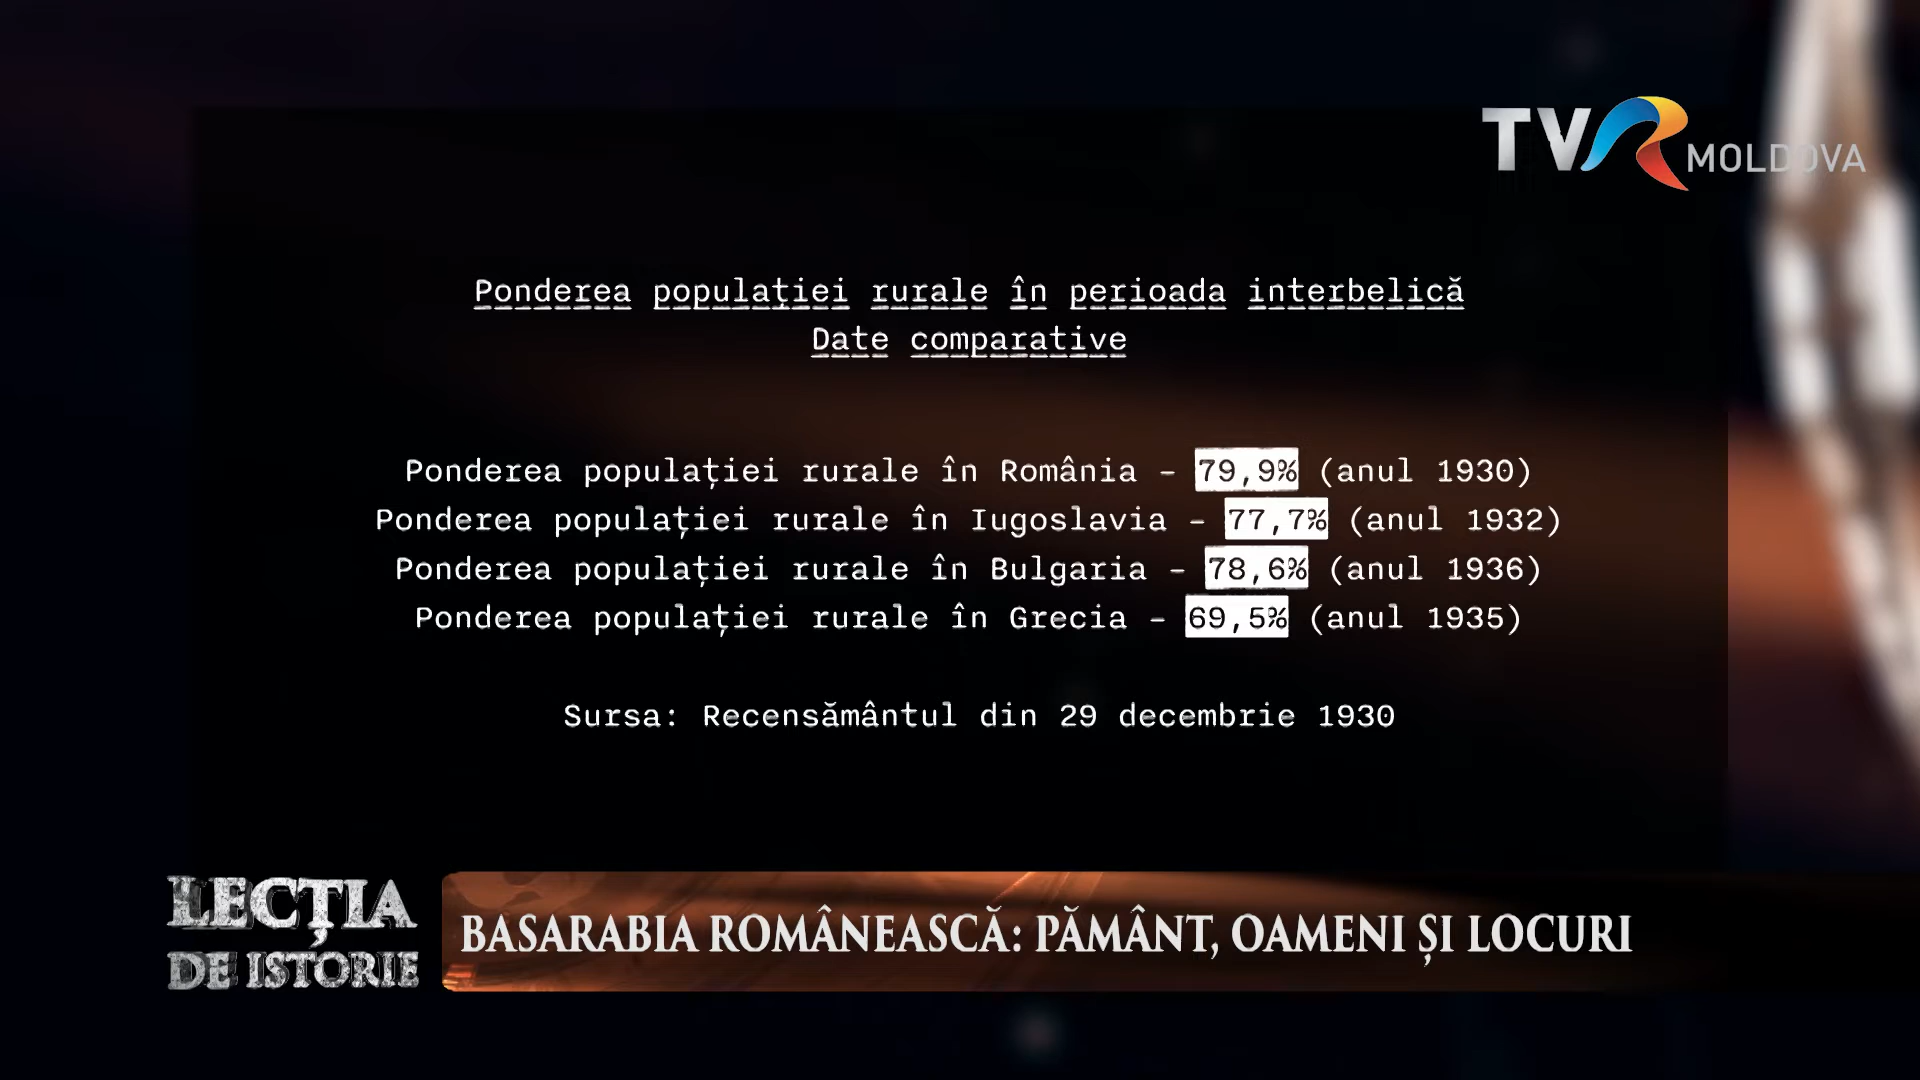 TVR MOLDOVA
Ponderea populației rurale în perioada interbelică
Date comparative
Ponderea populației rurale în România – 79,9% (anul 1930)
Ponderea populației rurale în Iugoslavia – 77,7% (anul 1932)
Ponderea populației rurale în Bulgaria – 78,6% (anul 1936)
Ponderea populației rurale în Grecia – 69,5% (anul 1935)
Sursa: Recensământul din 29 decembrie 1930
LECȚIA
DE ISTORIE
BASARABIA ROMÂNEASCĂ: PĂMÂNT, OAMENI ȘI LOCURI